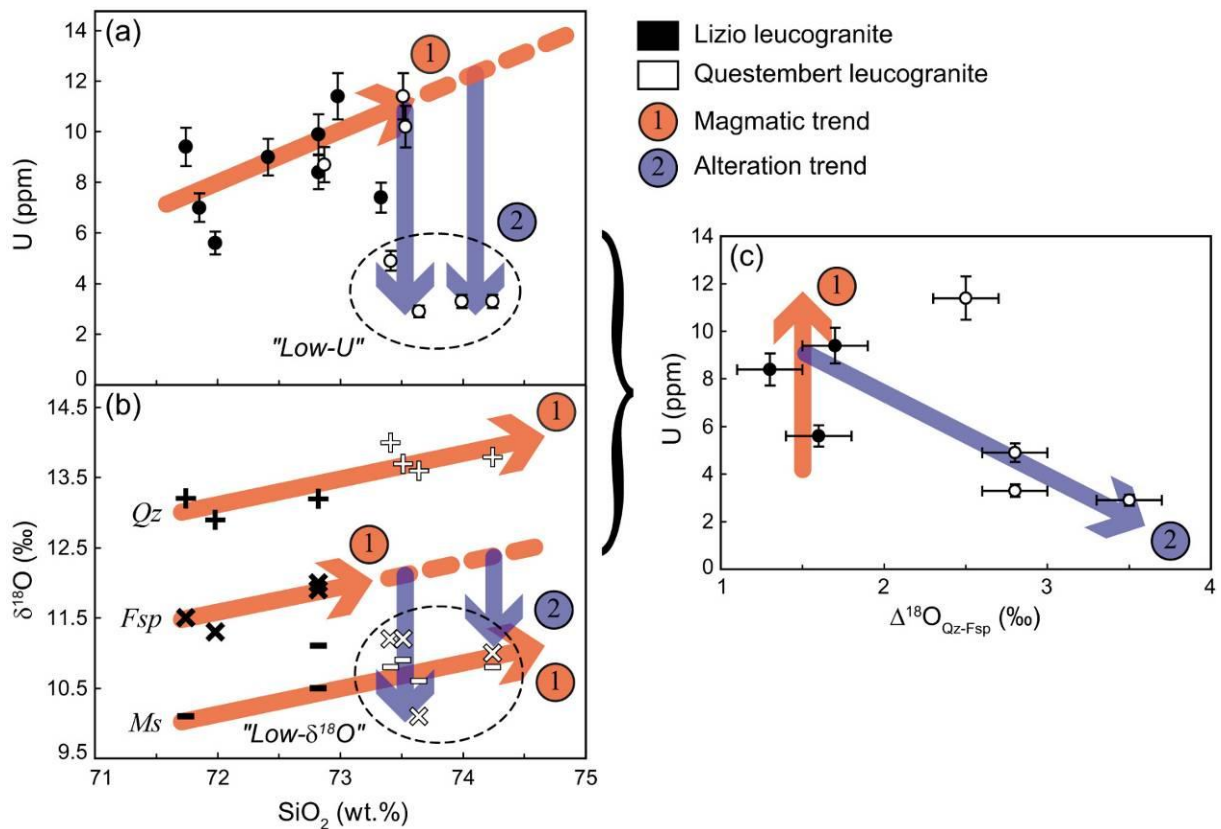 (a)
14
12
10
8
6
4
2
0
U (ppm)
1
2
"Low-U"
(b)
14.5
13.5
12.5
11.5
10.5
9.5
δ¹⁸O (‰)
Qz
Fsp
Ms
1
1
2
1
"Low-δ¹⁸O"
71
72
73
74
75
SiO₂ (wt.%)
Lizio leucogranite
Questembert leucogranite
1 Magmatic trend
2 Alteration trend
(c)
14
12
10
8
6
4
2
0
U (ppm)
1
2
1
2
3
4
Δ¹⁸O Qz-Fsp (‰)